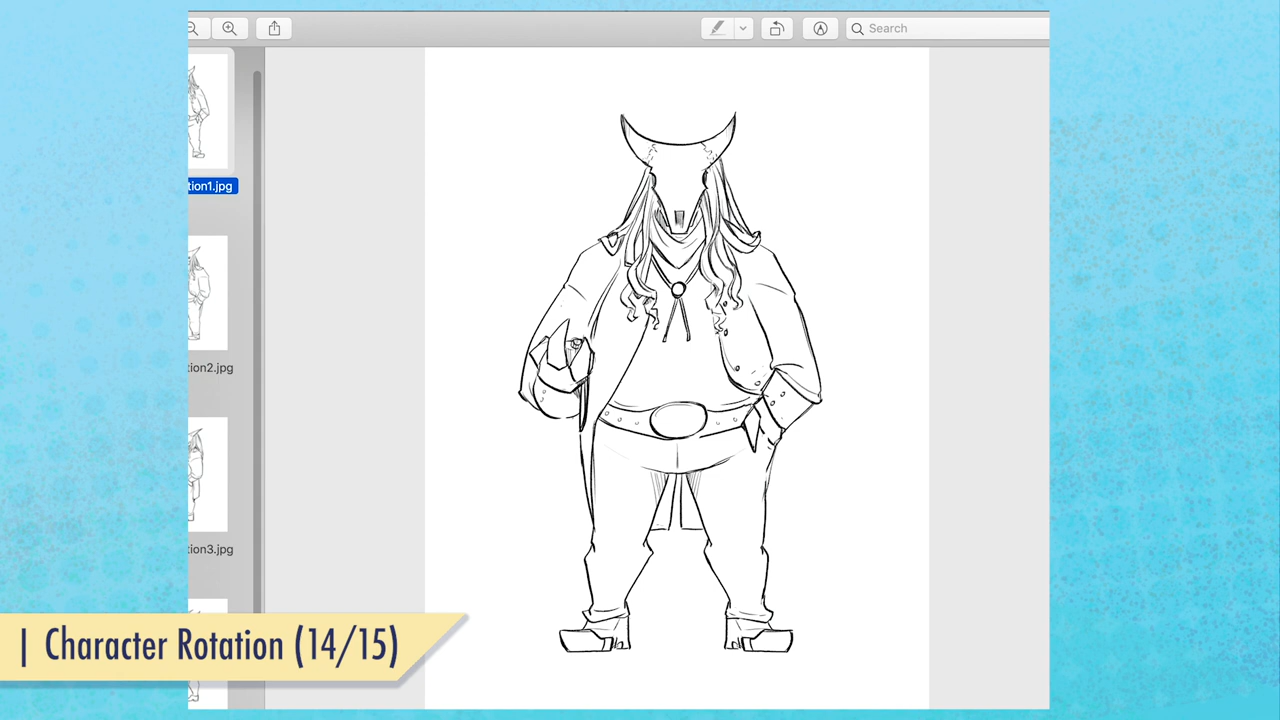 Search
tion1.jpg
tion2.jpg
tion3.jpg
| Character Rotation (14/15)